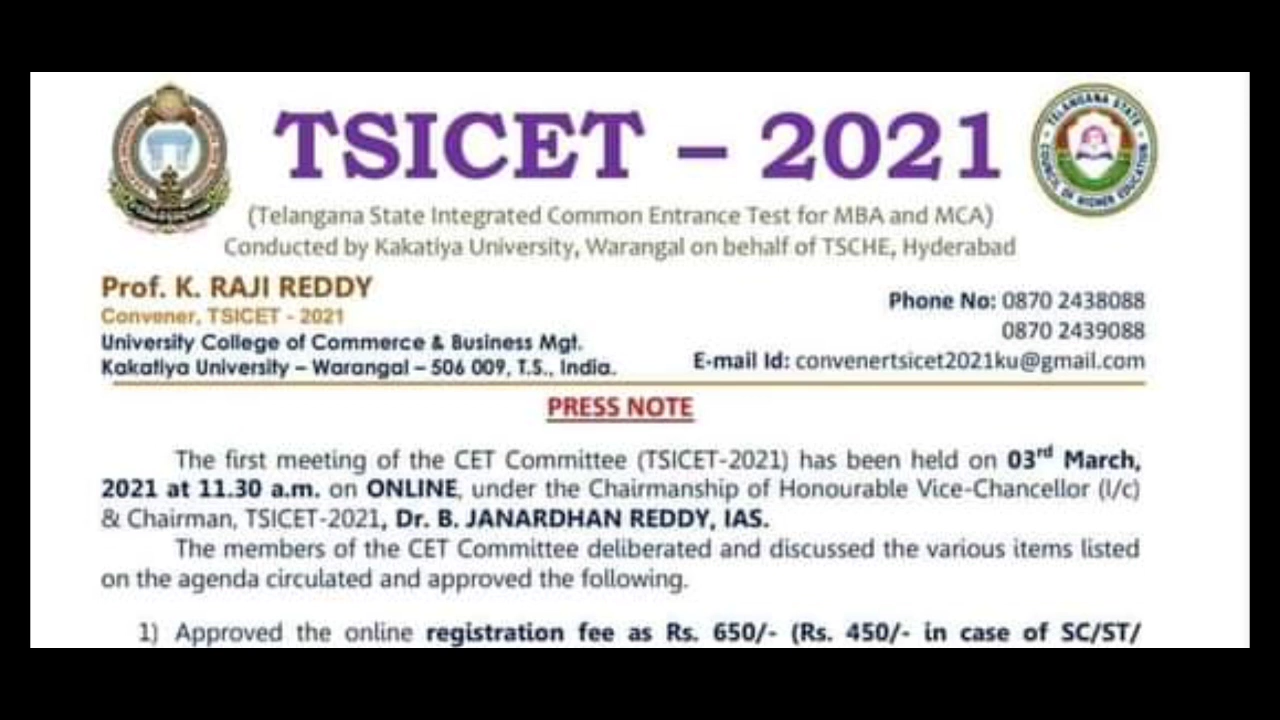 TSICET – 2021
(Telangana State Integrated Common Entrance Test for MBA and MCA)
Conducted by Kakatiya University, Warangal on behalf of TSCHE, Hyderabad
TELANGANA STATE
COUNCIL OF HIGHER EDUCATION
Prof. K. RAJI REDDY
Convener, TSICET - 2021
University College of Commerce & Business Mgt.
Kakatiya University – Warangal – 506 009, T.S., India.
Phone No: 0870 2438088
0870 2439088
E-mail Id: convenertsicet2021ku@gmail.com
PRESS NOTE
The first meeting of the CET Committee (TSICET-2021) has been held on 03rd March,
2021 at 11.30 a.m. on ONLINE, under the Chairmanship of Honourable Vice-Chancellor (I/c)
& Chairman, TSICET-2021, Dr. B. JANARDHAN REDDY, IAS.
The members of the CET Committee deliberated and discussed the various items listed
on the agenda circulated and approved the following.
1) Approved the online registration fee as Rs. 650/- (Rs. 450/- in case of SC/ST/